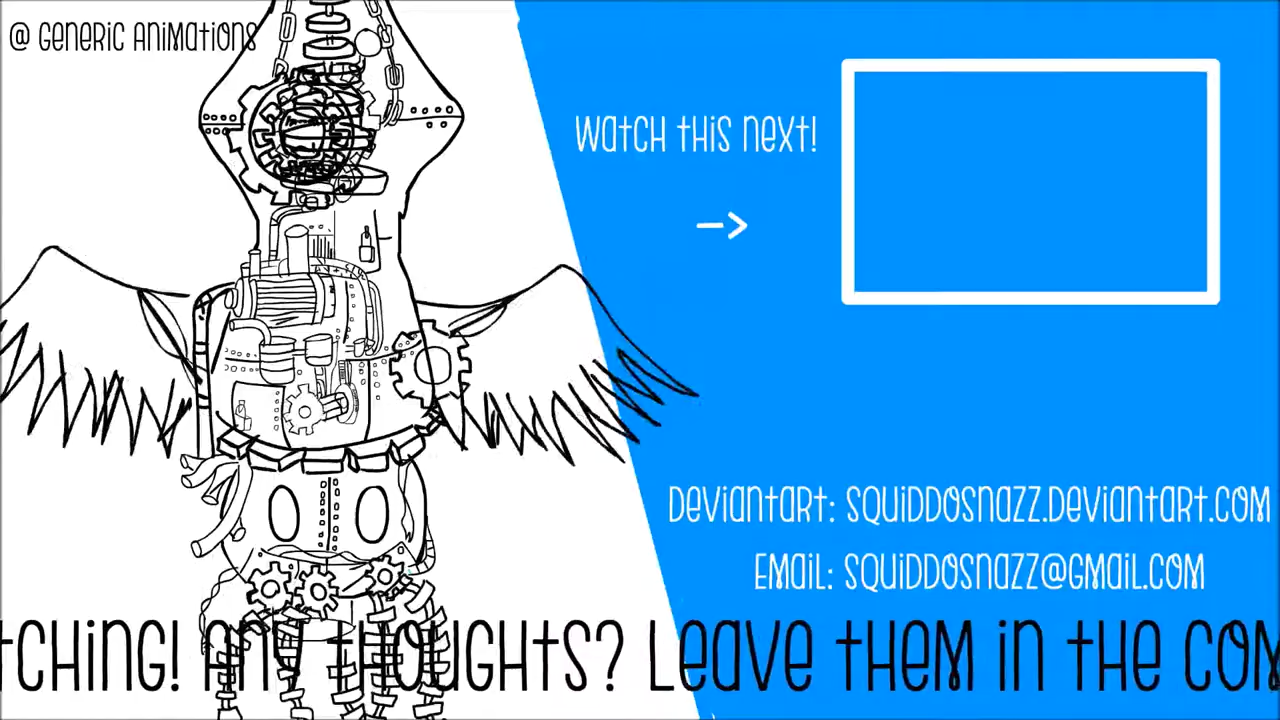 @ Generic Animations
Watch this next!
-->
Deviantart: squiddosnazz.deviantart.com
Email: squiddosnazz@gmail.com
tching! Any thoughts? Leave them in the com